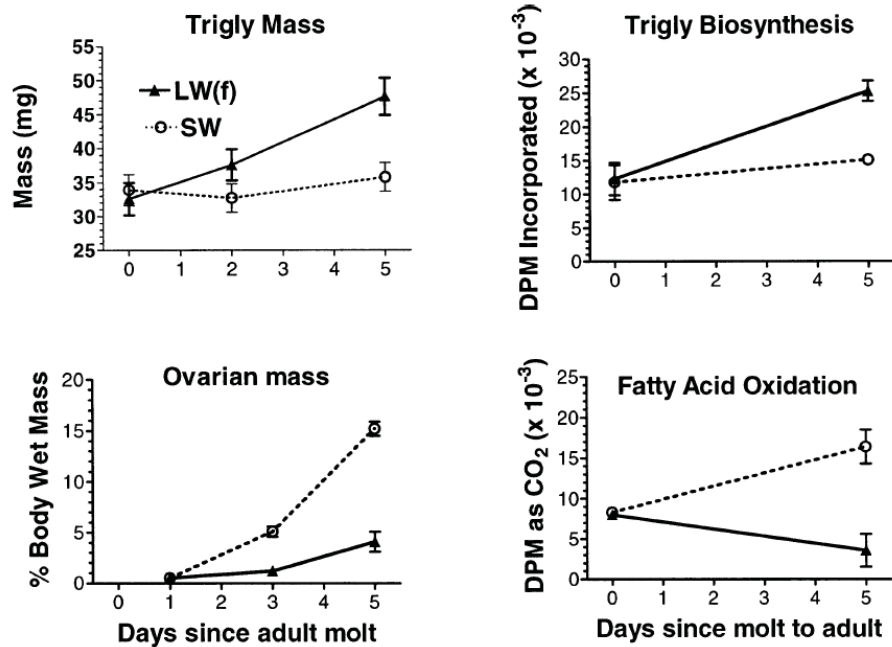 Trigly Mass
Mass (mg)
55
50
45
40
35
30
25
LW(f)
SW
0 1 2 3 4 5
Trigly Biosynthesis
DPM Incorporated (x 10-3)
30
25
20
15
10
5
0
0 1 2 3 4 5
Ovarian mass
% Body Wet Mass
20
15
10
5
0
0 1 2 3 4 5
Days since adult molt
Fatty Acid Oxidation
DPM as CO2 (x 10-3)
25
20
15
10
5
0
0 1 2 3 4 5
Days since molt to adult